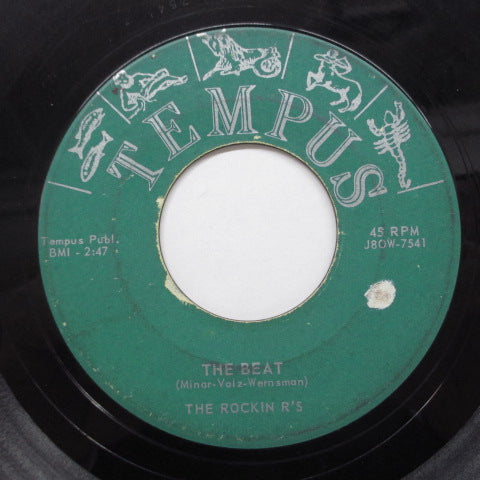 TEMPUS
Tempus Publ.
BMI - 2:47
45 RPM
J8OW-7541
THE BEAT
(Minor-Volz-Wernsman)
THE ROCKIN R'S